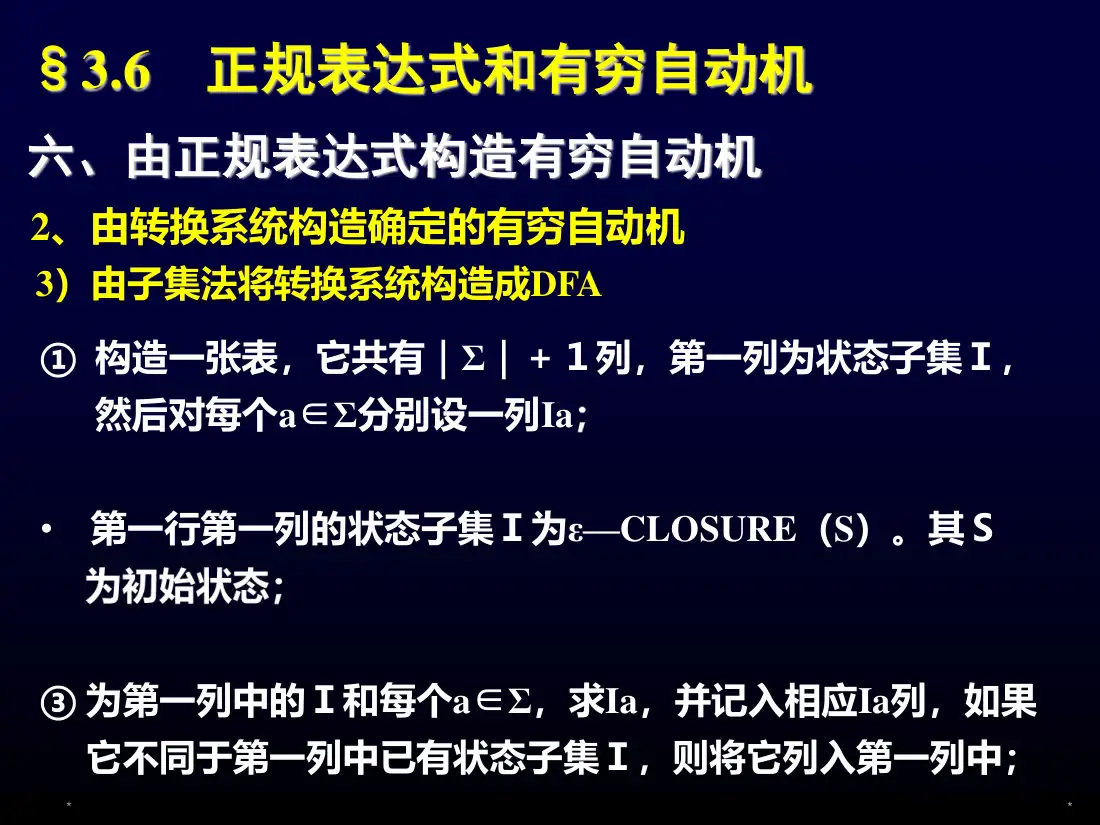 §3.6 正规表达式和有穷自动机
六、由正规表达式构造有穷自动机
2、由转换系统构造确定的有穷自动机
3）由子集法将转换系统构造成DFA
① 构造一张表，它共有｜Σ｜＋１列，第一列为状态子集Ｉ，
然后对每个a∈Σ分别设一列Ia；
• 第一行第一列的状态子集Ｉ为ε—CLOSURE（S）。其Ｓ
为初始状态；
③ 为第一列中的Ｉ和每个a∈Σ，求Ia，并记入相应Ia列，如果
它不同于第一列中已有状态子集Ｉ，则将它列入第一列中；
* *